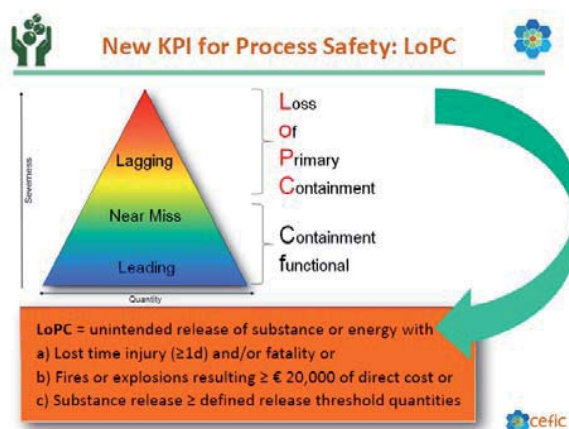 New KPI for Process Safety: LoPC
Severness
Lagging
Near Miss
Leading
Quantity
Loss
of
Primary
Containment
Containment
functional
LoPC = unintended release of substance or energy with
a) Lost time injury (≥1d) and/or fatality or
b) Fires or explosions resulting ≥ € 20,000 of direct cost or
c) Substance release ≥ defined release threshold quantities
cefic